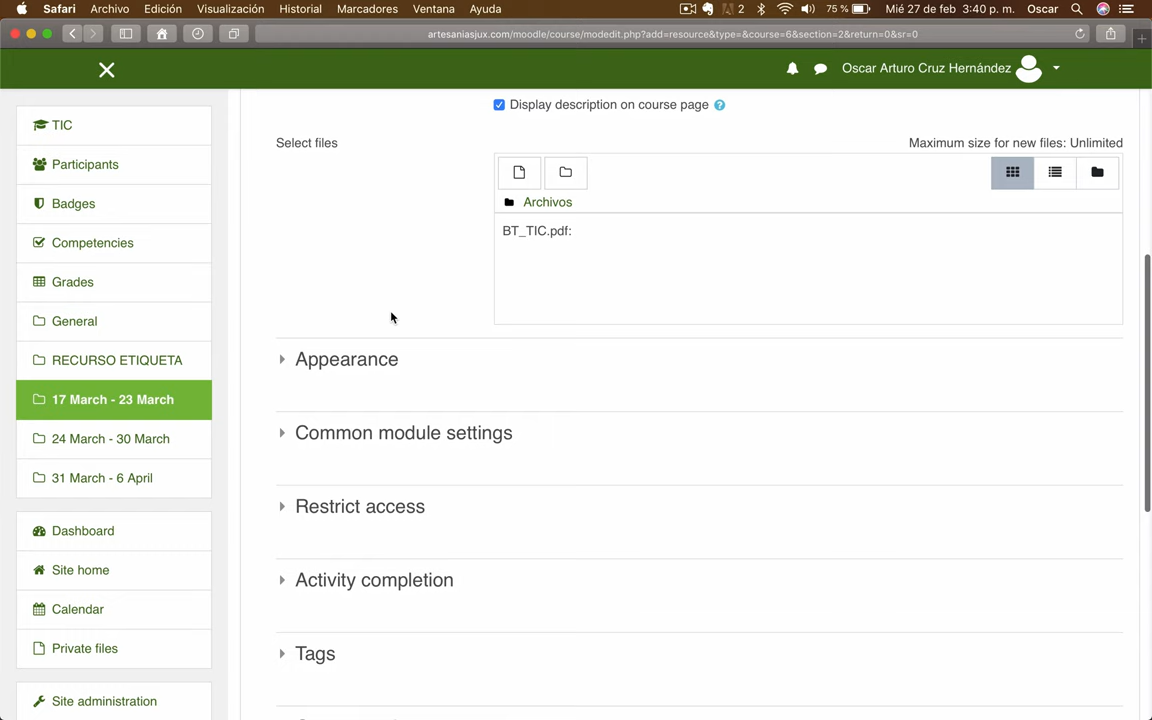 Safari Archivo Edición Visualización Historial Marcadores Ventana Ayuda 2 75 % Mié 27 de feb 3:40 p. m. Oscar
artesaniasjux.com/moodle/course/modedit.php?add=resource&type=&course=6&section=2&return=0&sr=0
Oscar Arturo Cruz Hernández
TIC
Participants
Badges
Competencies
Grades
General
RECURSO ETIQUETA
17 March - 23 March
24 March - 30 March
31 March - 6 April
Dashboard
Site home
Calendar
Private files
Site administration
Display description on course page
Select files
Maximum size for new files: Unlimited
Archivos
BT_TIC.pdf:
Appearance
Common module settings
Restrict access
Activity completion
Tags